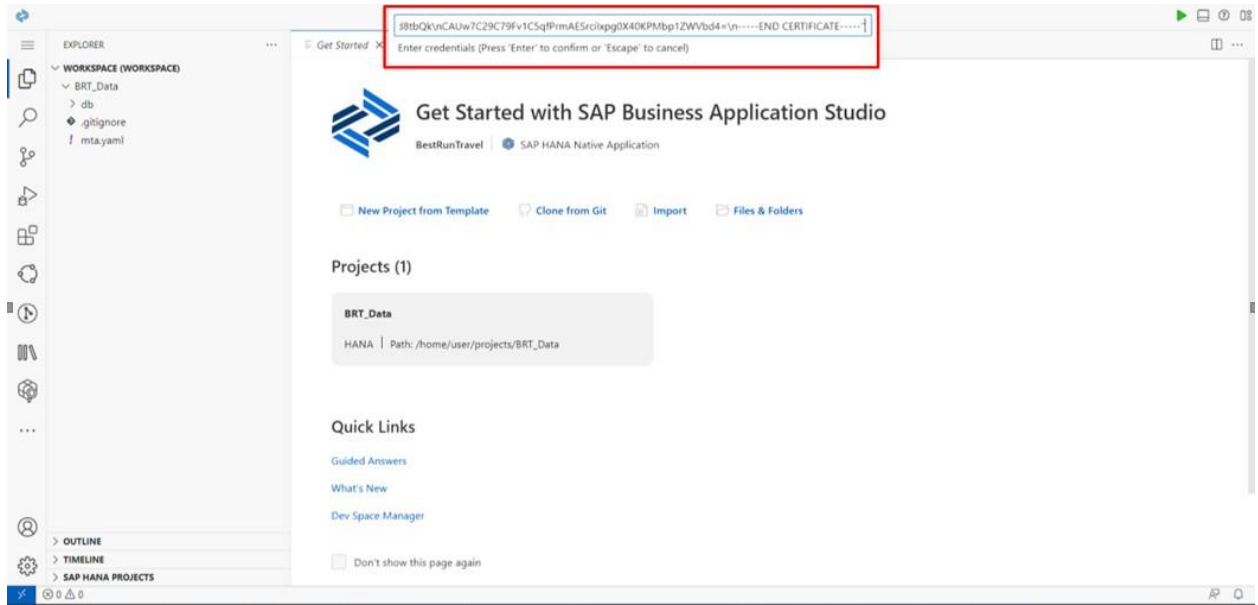 s8tbQk\nCAUw7C29C79Fv1C5qfPrmAESrcilxpg0X40KPMbp1ZWVbd4=\n-----END CERTIFICATE-----"
Enter credentials (Press 'Enter' to confirm or 'Escape' to cancel)
EXPLORER
Get Started
WORKSPACE (WORKSPACE)
BRT_Data
db
.gitignore
mta.yaml
Get Started with SAP Business Application Studio
BestRunTravel
SAP HANA Native Application
New Project from Template
Clone from Git
Import
Files & Folders
Projects (1)
BRT_Data
HANA | Path: /home/user/projects/BRT_Data
Quick Links
Guided Answers
What's New
Dev Space Manager
Don't show this page again
OUTLINE
TIMELINE
SAP HANA PROJECTS
0 0